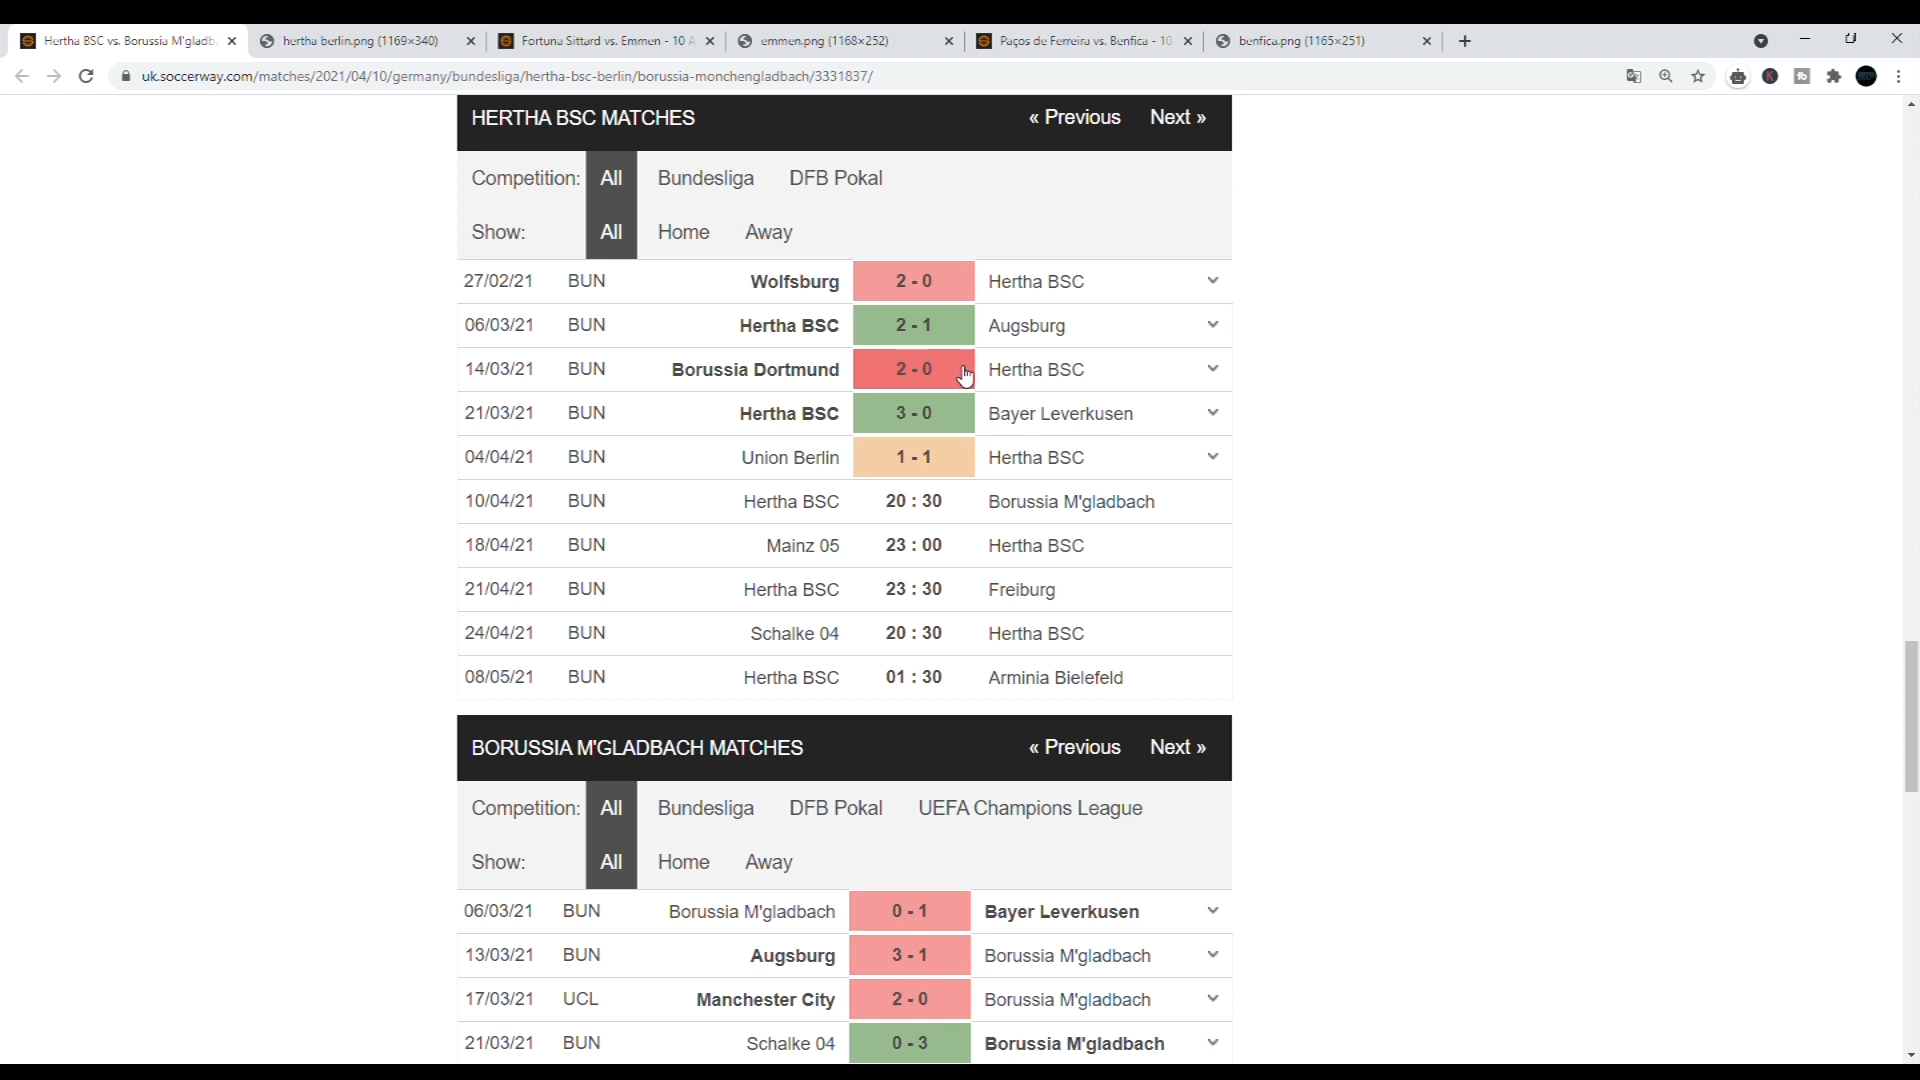 Hertha BSC vs. Borussia M'gladb
hertha berlin.png (1169×340)
Fortuna Sittard vs. Emmen - 10 A
emmen.png (1168×252)
Paços de Ferreira vs. Benfica - 10
benfica.png (1165×251)
uk.soccerway.com/matches/2021/04/10/germany/bundesliga/hertha-bsc-berlin/borussia-monchengladbach/3331837/
HERTHA BSC MATCHES « Previous Next »
Competition: All Bundesliga DFB Pokal
Show: All Home Away
27/02/21 BUN Wolfsburg 2 - 0 Hertha BSC
06/03/21 BUN Hertha BSC 2 - 1 Augsburg
14/03/21 BUN Borussia Dortmund 2 - 0 Hertha BSC
21/03/21 BUN Hertha BSC 3 - 0 Bayer Leverkusen
04/04/21 BUN Union Berlin 1 - 1 Hertha BSC
10/04/21 BUN Hertha BSC 20 : 30 Borussia M'gladbach
18/04/21 BUN Mainz 05 23 : 00 Hertha BSC
21/04/21 BUN Hertha BSC 23 : 30 Freiburg
24/04/21 BUN Schalke 04 20 : 30 Hertha BSC
08/05/21 BUN Hertha BSC 01 : 30 Arminia Bielefeld
BORUSSIA M'GLADBACH MATCHES « Previous Next »
Competition: All Bundesliga DFB Pokal UEFA Champions League
Show: All Home Away
06/03/21 BUN Borussia M'gladbach 0 - 1 Bayer Leverkusen
13/03/21 BUN Augsburg 3 - 1 Borussia M'gladbach
17/03/21 UCL Manchester City 2 - 0 Borussia M'gladbach
21/03/21 BUN Schalke 04 0 - 3 Borussia M'gladbach